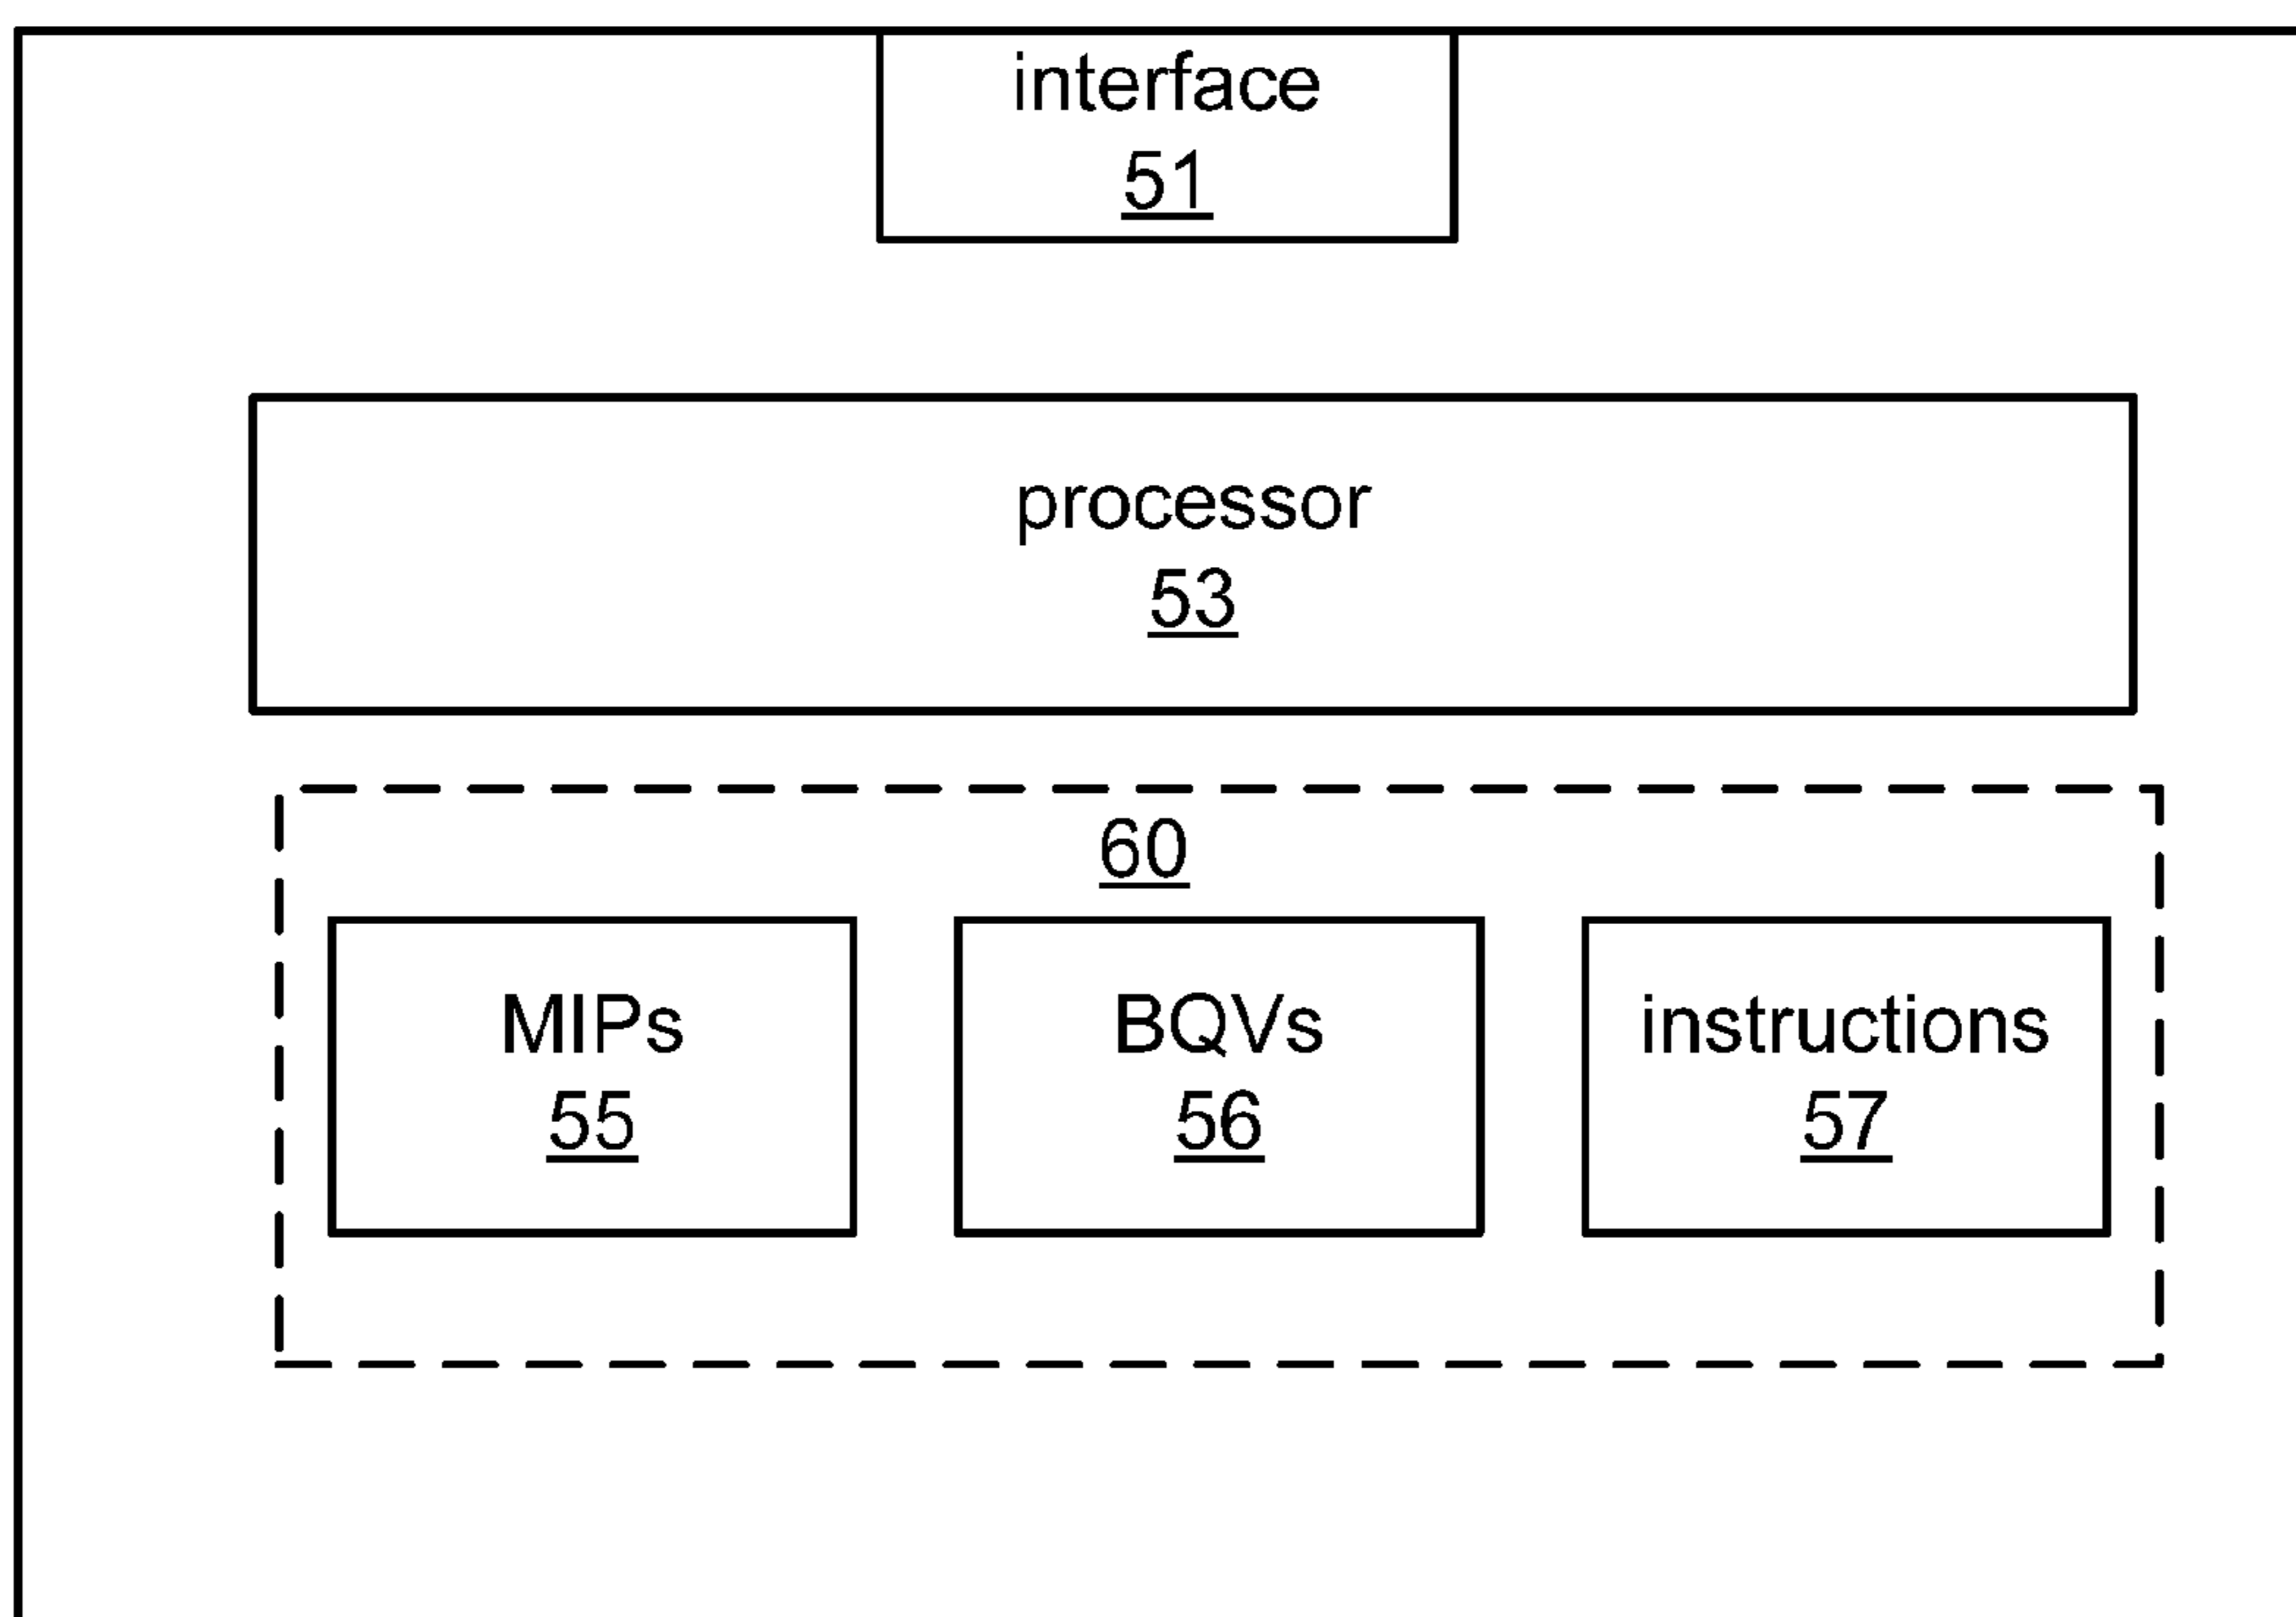 interface
51
processor
53
60
MIPs
55
BQVs
56
instructions
57